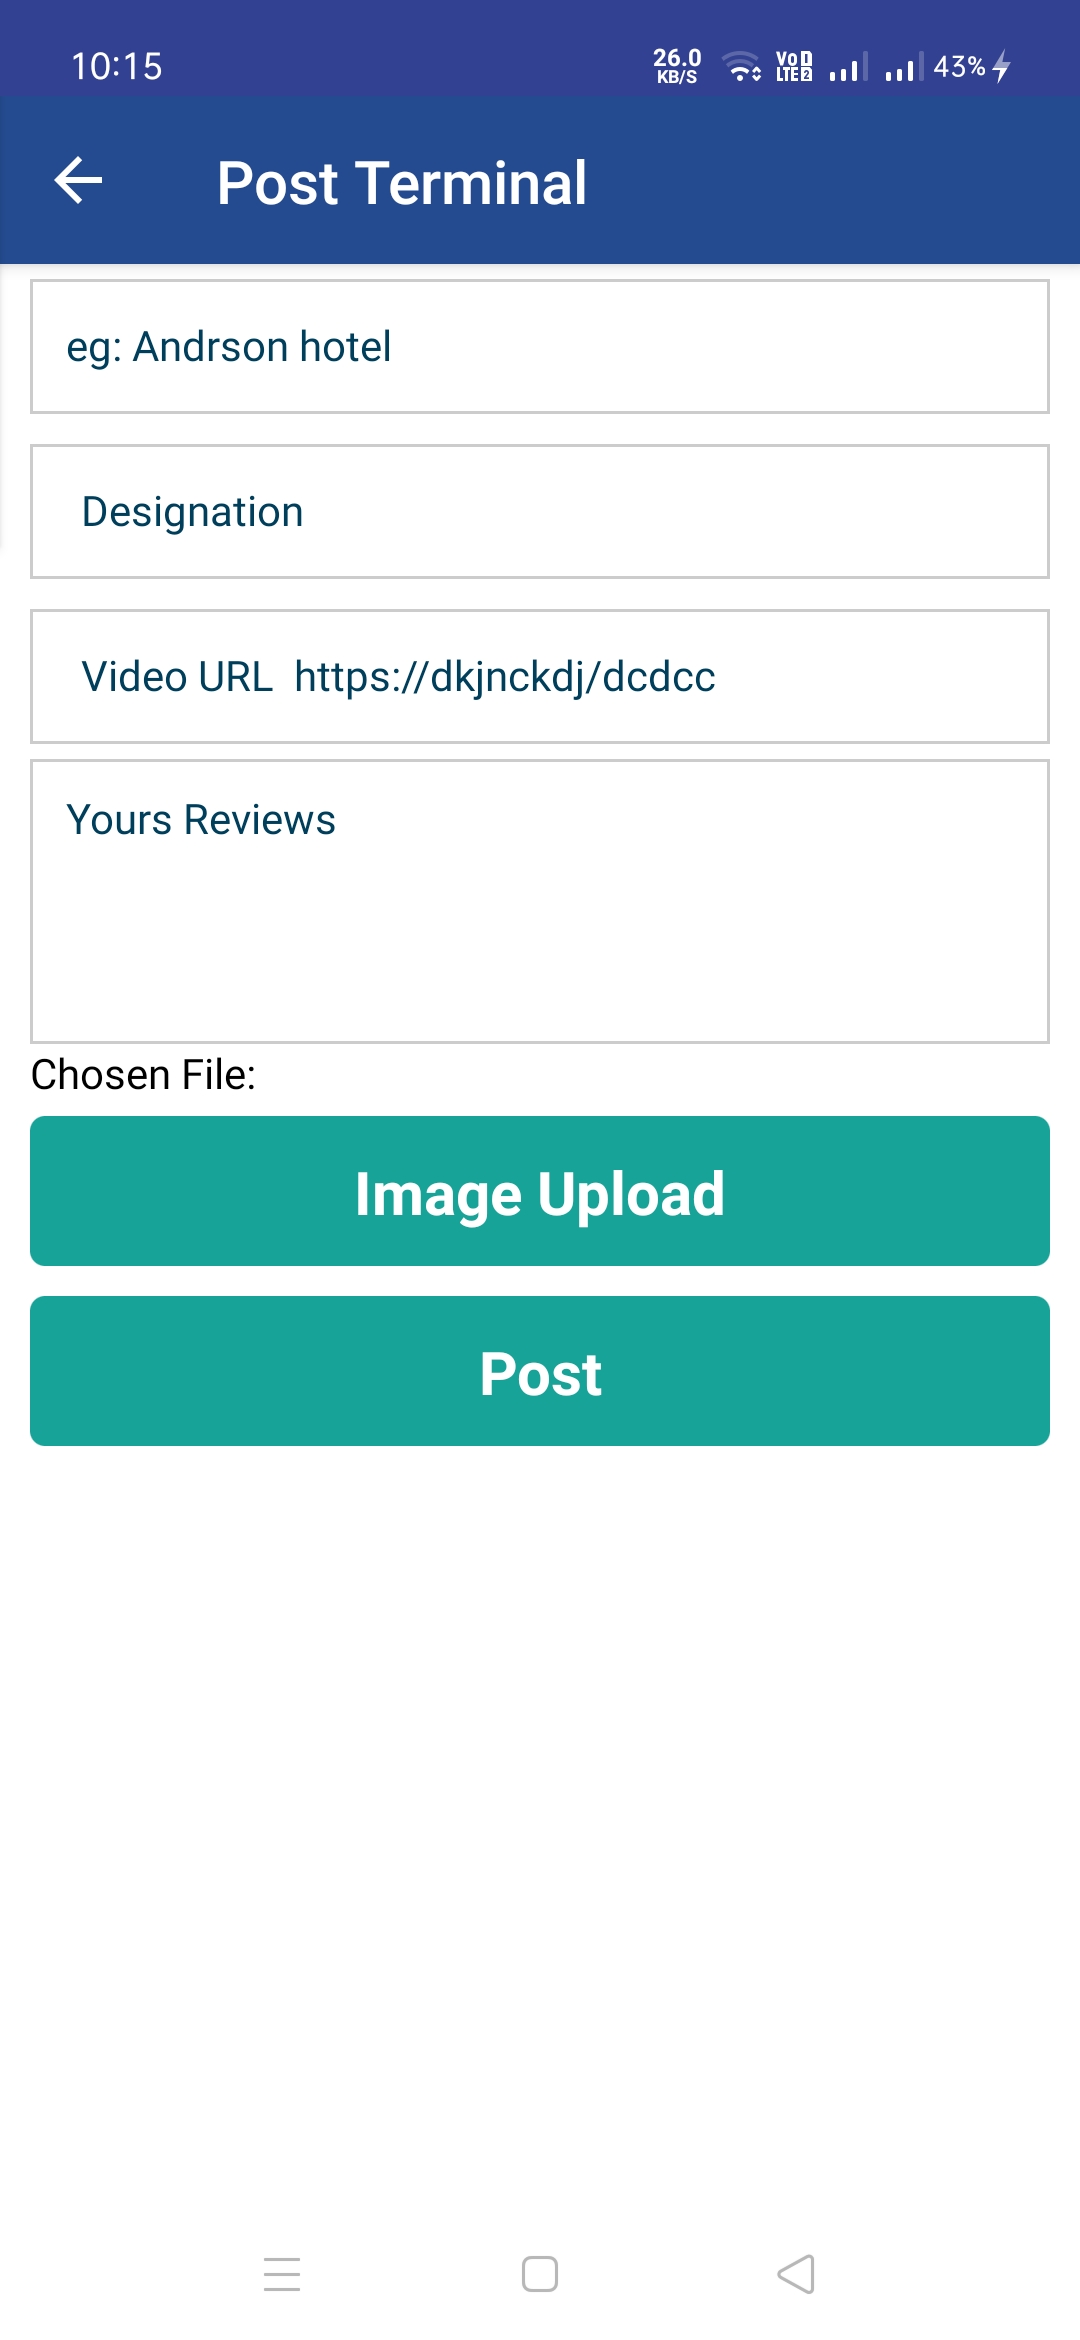 10:15
26.0
KB/S
Vo 1
LTE 2
43%
Post Terminal
eg: Andrson hotel
Designation
Video URL  https://dkjnckdj/dcdcc
Yours Reviews
Chosen File:
Image Upload
Post